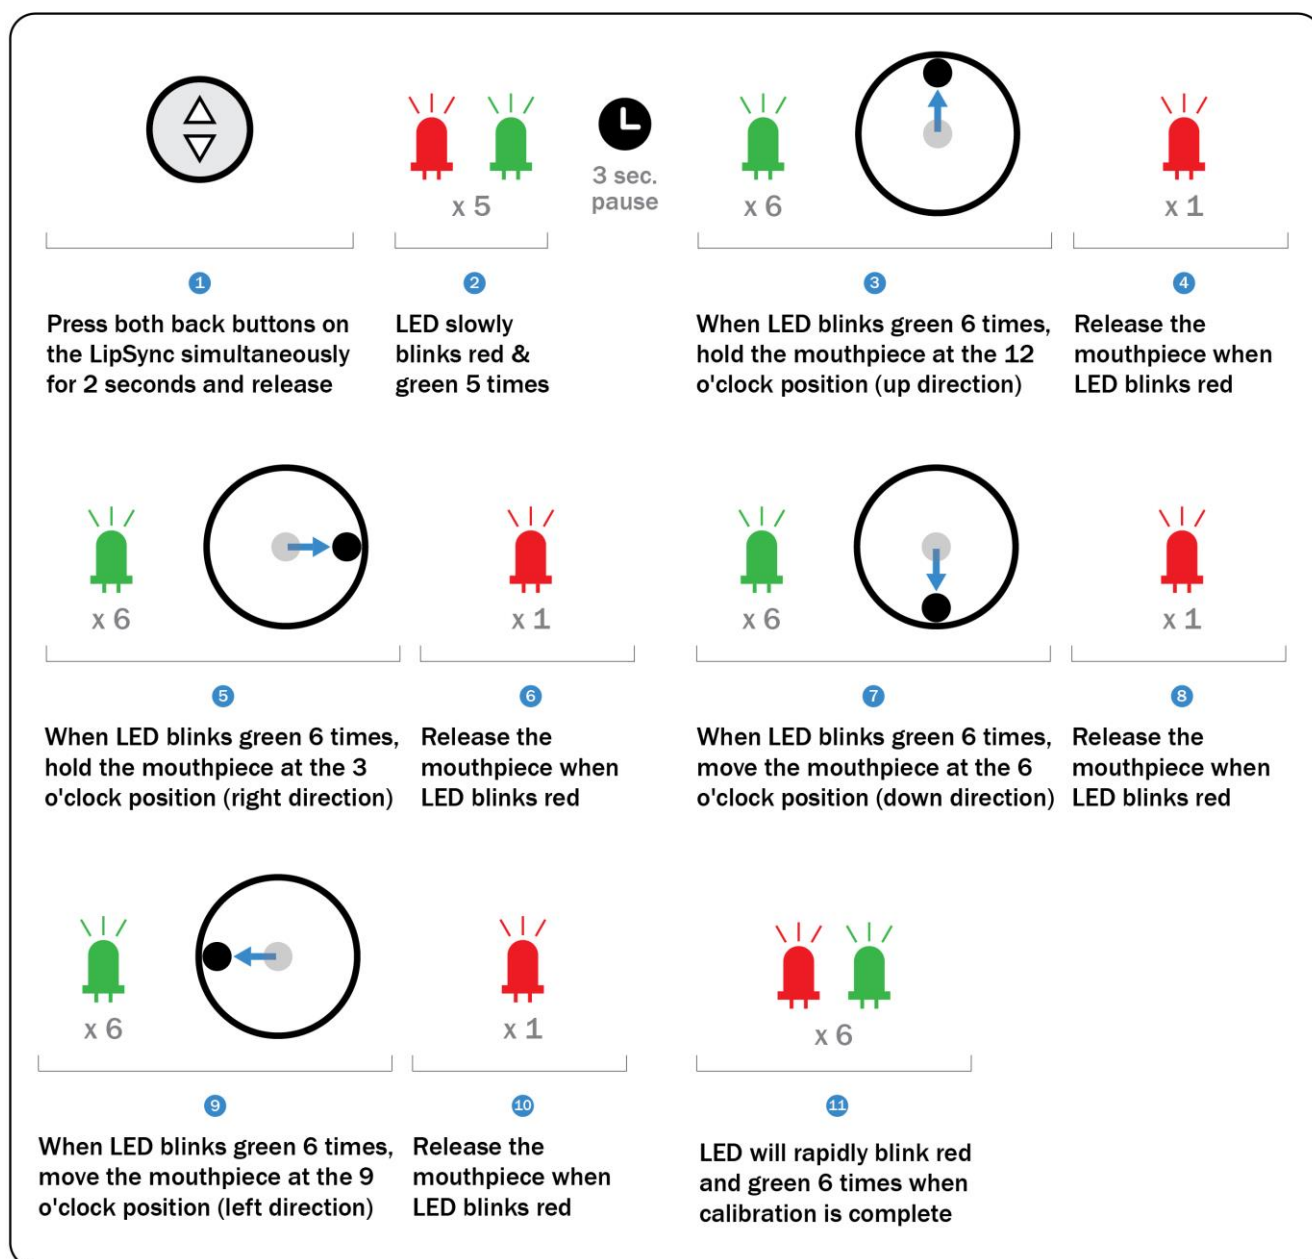 x 5
3 sec.
pause
x 6
x 1
1
Press both back buttons on
the LipSync simultaneously
for 2 seconds and release
2
LED slowly
blinks red &
green 5 times
3
When LED blinks green 6 times,
hold the mouthpiece at the 12
o'clock position (up direction)
4
Release the
mouthpiece when
LED blinks red
x 6
x 1
x 6
x 1
5
When LED blinks green 6 times,
hold the mouthpiece at the 3
o'clock position (right direction)
6
Release the
mouthpiece when
LED blinks red
7
When LED blinks green 6 times,
move the mouthpiece at the 6
o'clock position (down direction)
8
Release the
mouthpiece when
LED blinks red
x 6
x 1
x 6
9
When LED blinks green 6 times,
move the mouthpiece at the 9
o'clock position (left direction)
10
Release the
mouthpiece when
LED blinks red
11
LED will rapidly blink red
and green 6 times when
calibration is complete